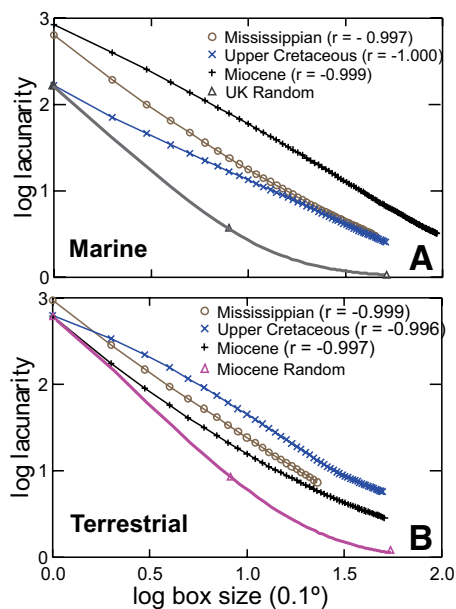 3
Mississippian (r = - 0.997)
Upper Cretaceous (r = -1.000)
Miocene (r = -0.999)
UK Random
2
log lacunarity
1
Marine
A
0
3
Mississippian (r = -0.999)
Upper Cretaceous (r = -0.996)
Miocene (r = -0.997)
Miocene Random
2
log lacunarity
1
Terrestrial
B
0
0.0 0.5 1.0 1.5 2.0
log box size (0.1º)